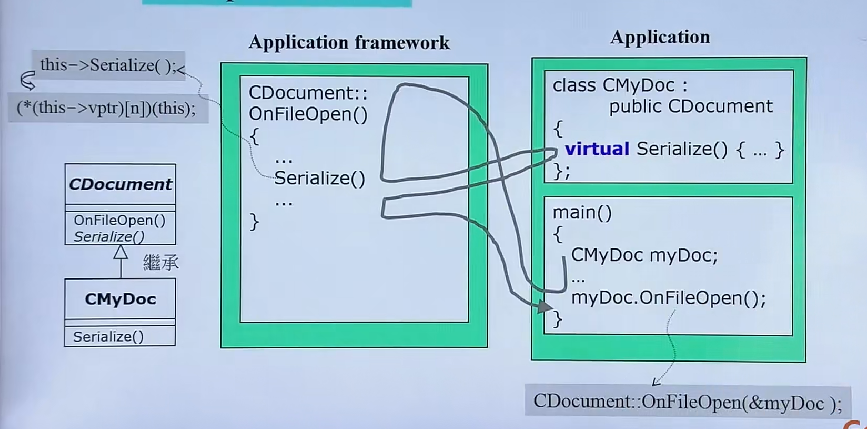 Application framework
Application
this->Serialize( );
(*(this->vptr)[n])(this);
CDocument::
OnFileOpen()
{
...
Serialize()
...
}
class CMyDoc :
public CDocument
{
virtual Serialize() { ... }
};
main()
{
CMyDoc myDoc;
...
myDoc.OnFileOpen();
}
CDocument
OnFileOpen()
Serialize()
繼承
CMyDoc
Serialize()
CDocument::OnFileOpen(&myDoc );